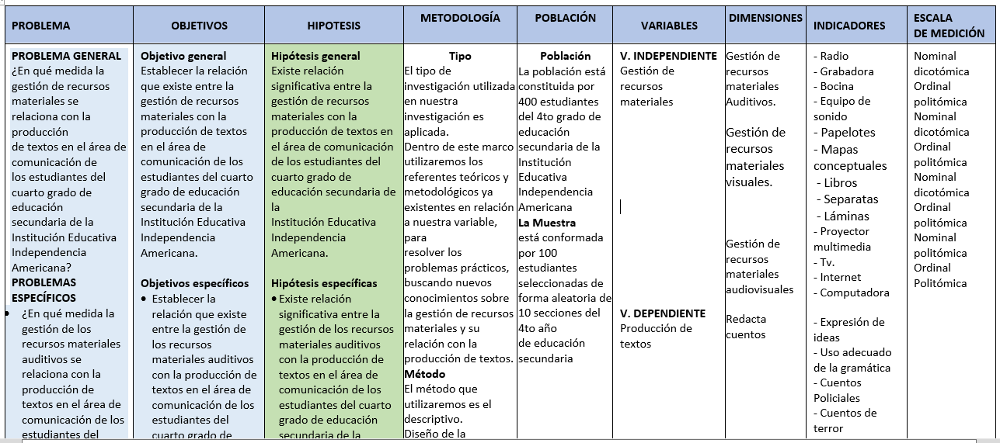 PROBLEMA
OBJETIVOS
HIPOTESIS
METODOLOGÍA
POBLACIÓN
VARIABLES
DIMENSIONES
INDICADORES
ESCALA
DE MEDICIÓN
PROBLEMA GENERAL
¿En qué medida la
gestión de recursos
materiales se
relaciona con la
producción
de textos en el área de
comunicación de
los estudiantes del
cuarto grado de
educación
secundaria de la
Institución Educativa
Independencia
Americana?
PROBLEMAS
ESPECÍFICOS
• ¿En qué medida la
gestión de los
recursos materiales
auditivos se
relaciona con la
producción de
textos en el área de
comunicación de los
estudiantes del
Objetivo general
Establecer la relación
que existe entre la
gestión de recursos
materiales con la
producción de textos
en el área de
comunicación de los
estudiantes del cuarto
grado de educación
secundaria de la
Institución Educativa
Independencia
Americana.
Objetivos específicos
• Establecer la
relación que existe
entre la gestión de
los recursos
materiales auditivos
con la producción de
textos en el área de
comunicación de los
estudiantes del
cuarto grado de
Hipótesis general
Existe relación
significativa entre la
gestión de recursos
materiales con la
producción de textos en
el área de comunicación
de los estudiantes del
cuarto grado de
educación secundaria de
la
Institución Educativa
Independencia
Americana.
Hipótesis específicas
• Existe relación
significativa entre la
gestión de los recursos
materiales auditivos
con la producción de
textos en el área de
comunicación de los
estudiantes del cuarto
grado de educación
secundaria de la
Tipo
El tipo de
investigación utilizada
en nuestra
investigación es
aplicada.
Dentro de este marco
utilizaremos los
referentes teóricos y
metodológicos ya
existentes en relación
a nuestra variable,
para
resolver los
problemas prácticos,
buscando nuevos
conocimientos sobre
la gestión de recursos
materiales y su
relación con la
producción de textos.
Método
El método que
utilizaremos es el
descriptivo.
Diseño de la
Población
La población está
constituida por
400 estudiantes
del 4to grado de
educación
secundaria de la
Institución
Educativa
Independencia
Americana
La Muestra
está conformada
por 100
estudiantes
seleccionadas de
forma aleatoria de
10 secciones del
4to año
de educación
secundaria
V. INDEPENDIENTE
Gestión de
recursos
materiales
V. DEPENDIENTE
Producción de
textos
Gestión de
recursos
materiales
Auditivos.
Gestión de
recursos
materiales
visuales.
Gestión de
recursos
materiales
audiovisuales
Redacta
cuentos
- Radio
- Grabadora
- Bocina
- Equipo de
sonido
- Papelotes
- Mapas
conceptuales
- Libros
- Separatas
- Láminas
- Proyector
multimedia
- Tv.
- Internet
- Computadora
- Expresión de
ideas
- Uso adecuado
de la gramática
- Cuentos
Policiales
- Cuentos de
terror
Nominal
dicotómica
Ordinal
politómica
Nominal
dicotómica
Ordinal
politómica
Nominal
dicotómica
Ordinal
politómica
Nominal
politómica
Ordinal
Politómica